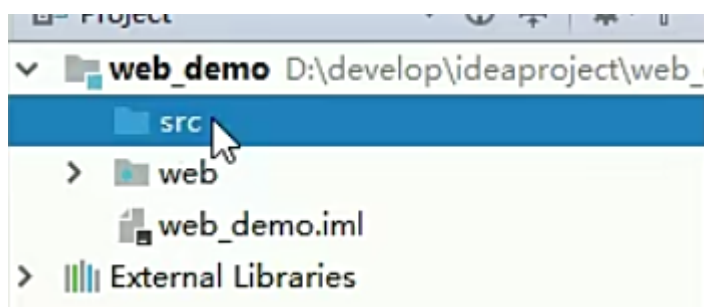 Project
web_demo D:\develop\ideaproject\web_
src
web
web_demo.iml
External Libraries